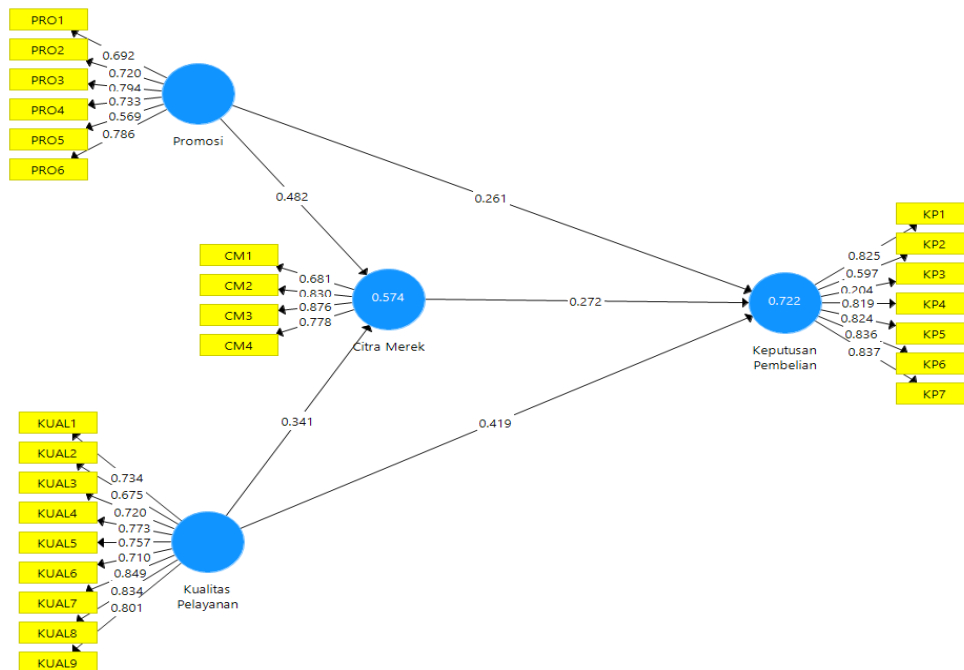 PRO1
PRO2
PRO3
PRO4
PRO5
PRO6
0.692
0.720
0.794
0.733
0.569
0.786
Promosi
0.482
0.261
CM1
CM2
CM3
CM4
0.681
0.830
0.876
0.778
0.574
Citra Merek
0.272
0.722
Keputusan
Pembelian
0.825
0.597
0.204
0.819
0.824
0.836
0.837
KP1
KP2
KP3
KP4
KP5
KP6
KP7
0.341
0.419
KUAL1
KUAL2
KUAL3
KUAL4
KUAL5
KUAL6
KUAL7
KUAL8
KUAL9
0.734
0.675
0.720
0.773
0.757
0.710
0.849
0.834
0.801
Kualitas
Pelayanan